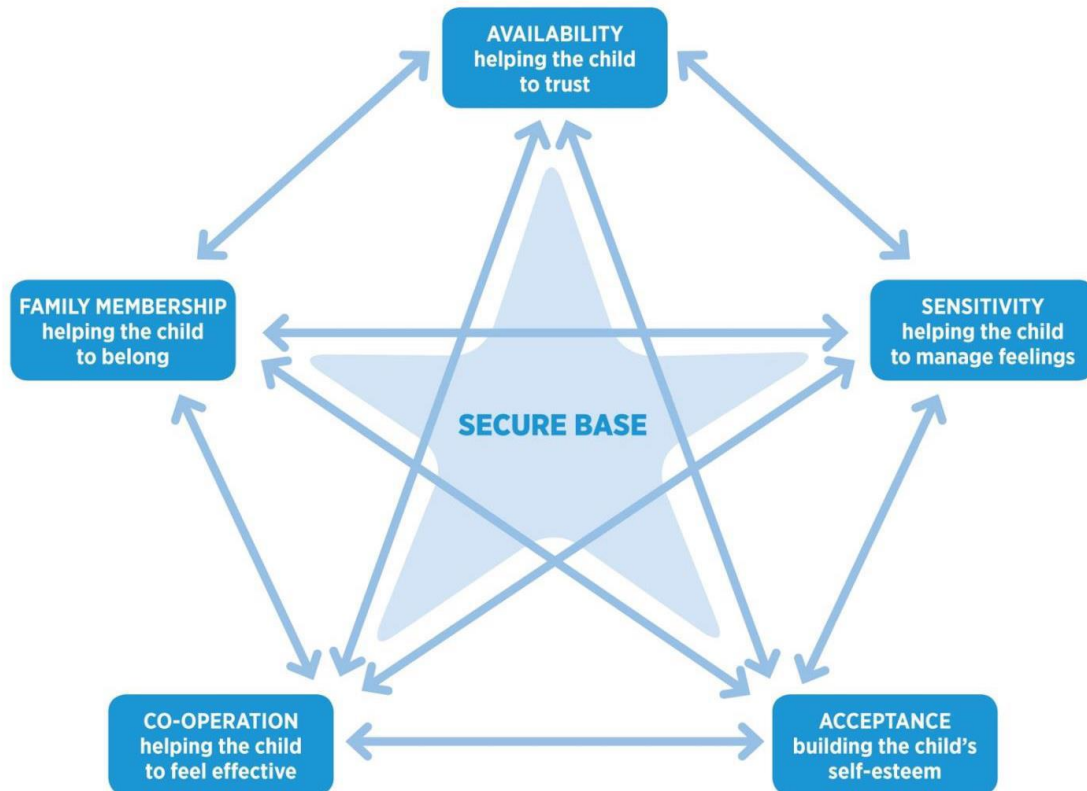 AVAILABILITY
helping the child
to trust
FAMILY MEMBERSHIP
helping the child
to belong
SENSITIVITY
helping the child
to manage feelings
SECURE BASE
CO-OPERATION
helping the child
to feel effective
ACCEPTANCE
building the child's
self-esteem